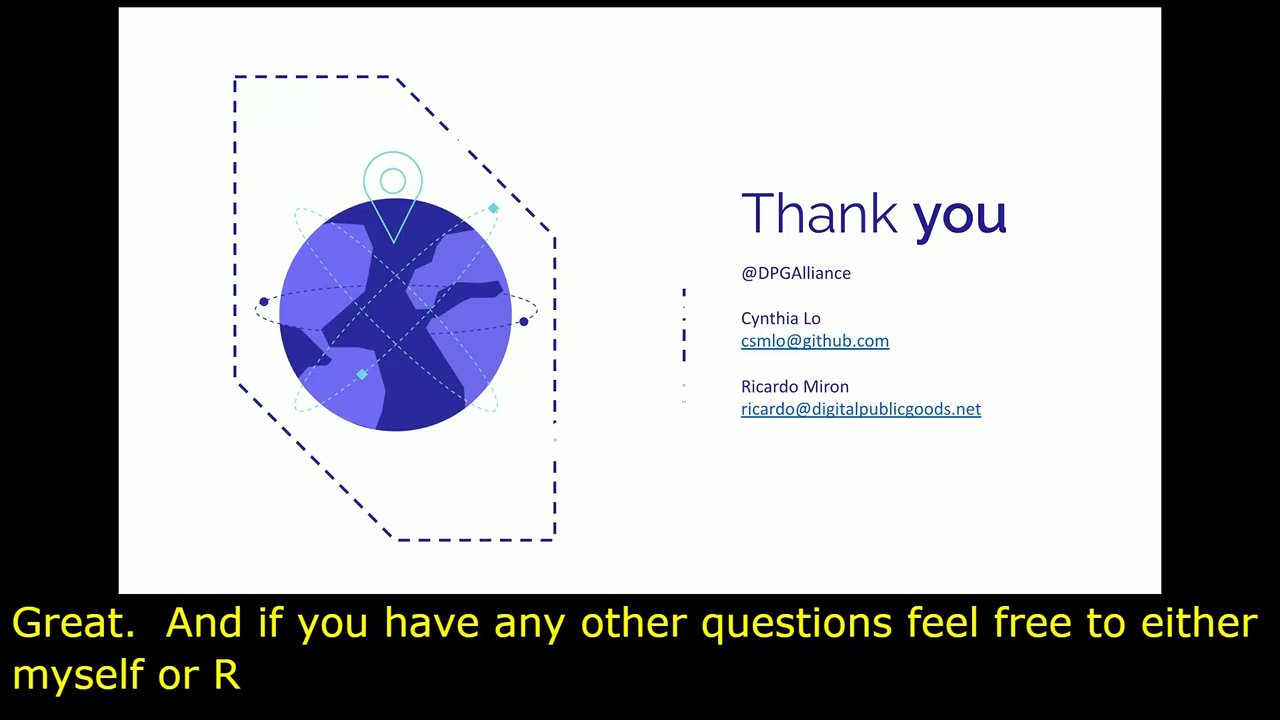 Thank you
@DPGAlliance
Cynthia Lo
csmlo@github.com
Ricardo Miron
ricardo@digitalpublicgoods.net
Great.  And if you have any other questions feel free to either
myself or R